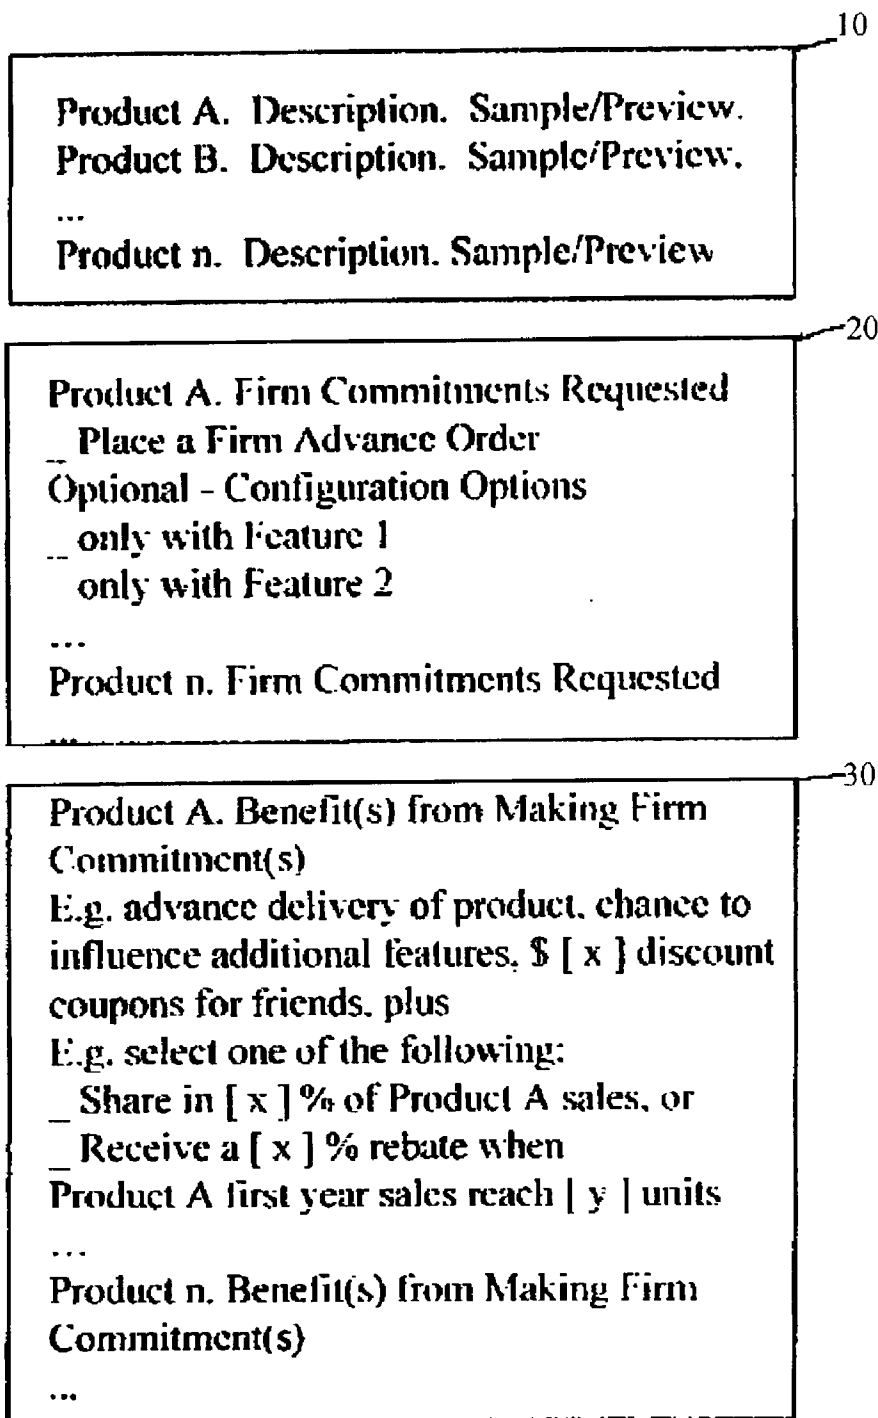 10
Product A. Description. Sample/Preview.
Product B. Description. Sample/Preview.
...
Product n. Description. Sample/Preview
20
Product A. Firm Commitments Requested
_ Place a Firm Advance Order
Optional - Configuration Options
_ only with Feature 1
only with Feature 2
...
Product n. Firm Commitments Requested
...
30
Product A. Benefit(s) from Making Firm
Commitment(s)
E.g. advance delivery of product, chance to
influence additional features, $ [ x ] discount
coupons for friends, plus
E.g. select one of the following:
_ Share in [ x ] % of Product A sales, or
_ Receive a [ x ] % rebate when
Product A first year sales reach [ y ] units
...
Product n. Benefit(s) from Making Firm
Commitment(s)
...